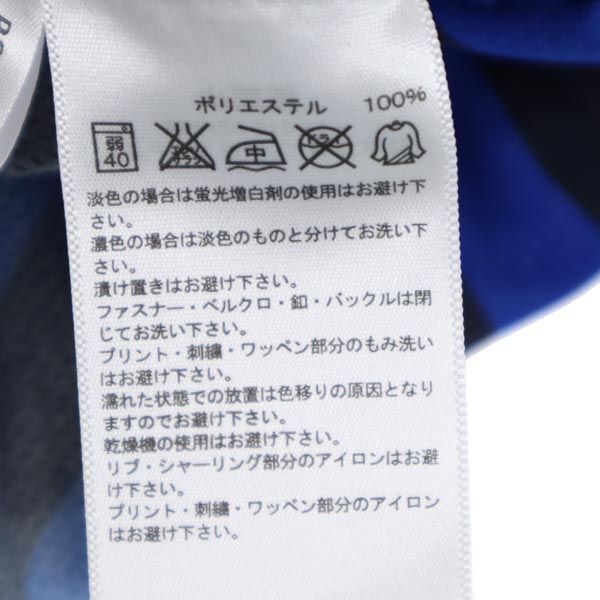 ポリエステル 100%
弱
40
エンソ
サラシ
中
ドライ
淡色の場合は蛍光増白剤の使用はお避け下
さい。
濃色の場合は淡色のものと分けてお洗い下
さい。
漬け置きはお避け下さい。
ファスナー・ベルクロ・釦・バックルは閉
じてお洗い下さい。
プリント・刺繍・ワッペン部分のもみ洗い
はお避け下さい。
濡れた状態での放置は色移りの原因となり
ますのでお避け下さい。
乾燥機の使用はお避け下さい。
リブ・シャーリング部分のアイロンはお避
け下さい。
プリント・刺繍・ワッペン部分のアイロン
はお避け下さい。